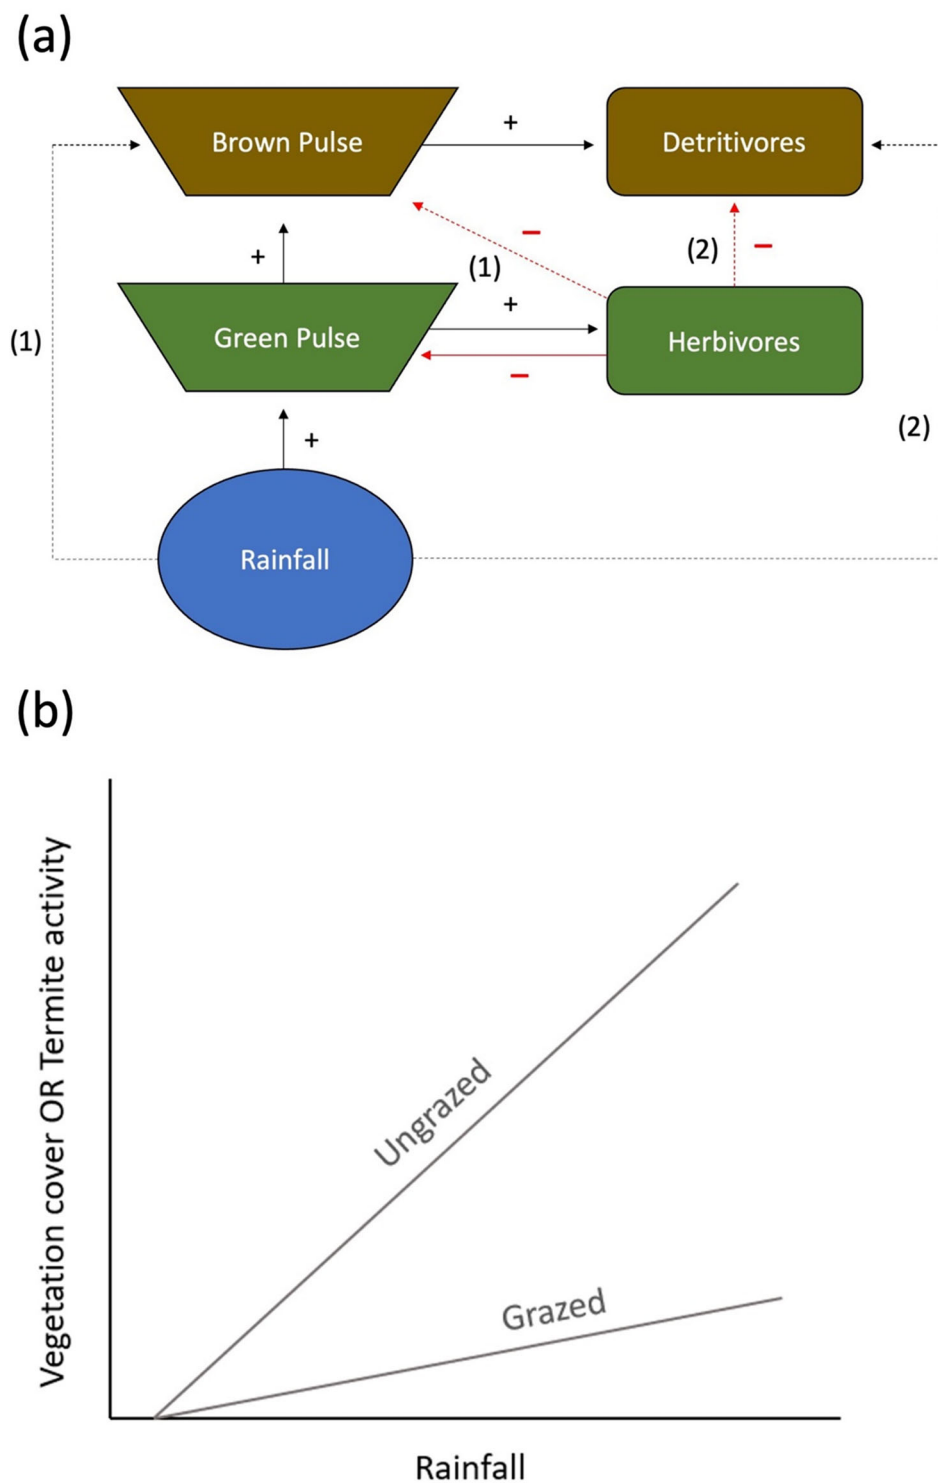 (a)
Brown Pulse
+
Detritivores
−
(2)
−
+
(1)
+
(1)
Green Pulse
Herbivores
−
(2)
+
Rainfall
(b)
Vegetation cover OR Termite activity
Ungrazed
Grazed
Rainfall